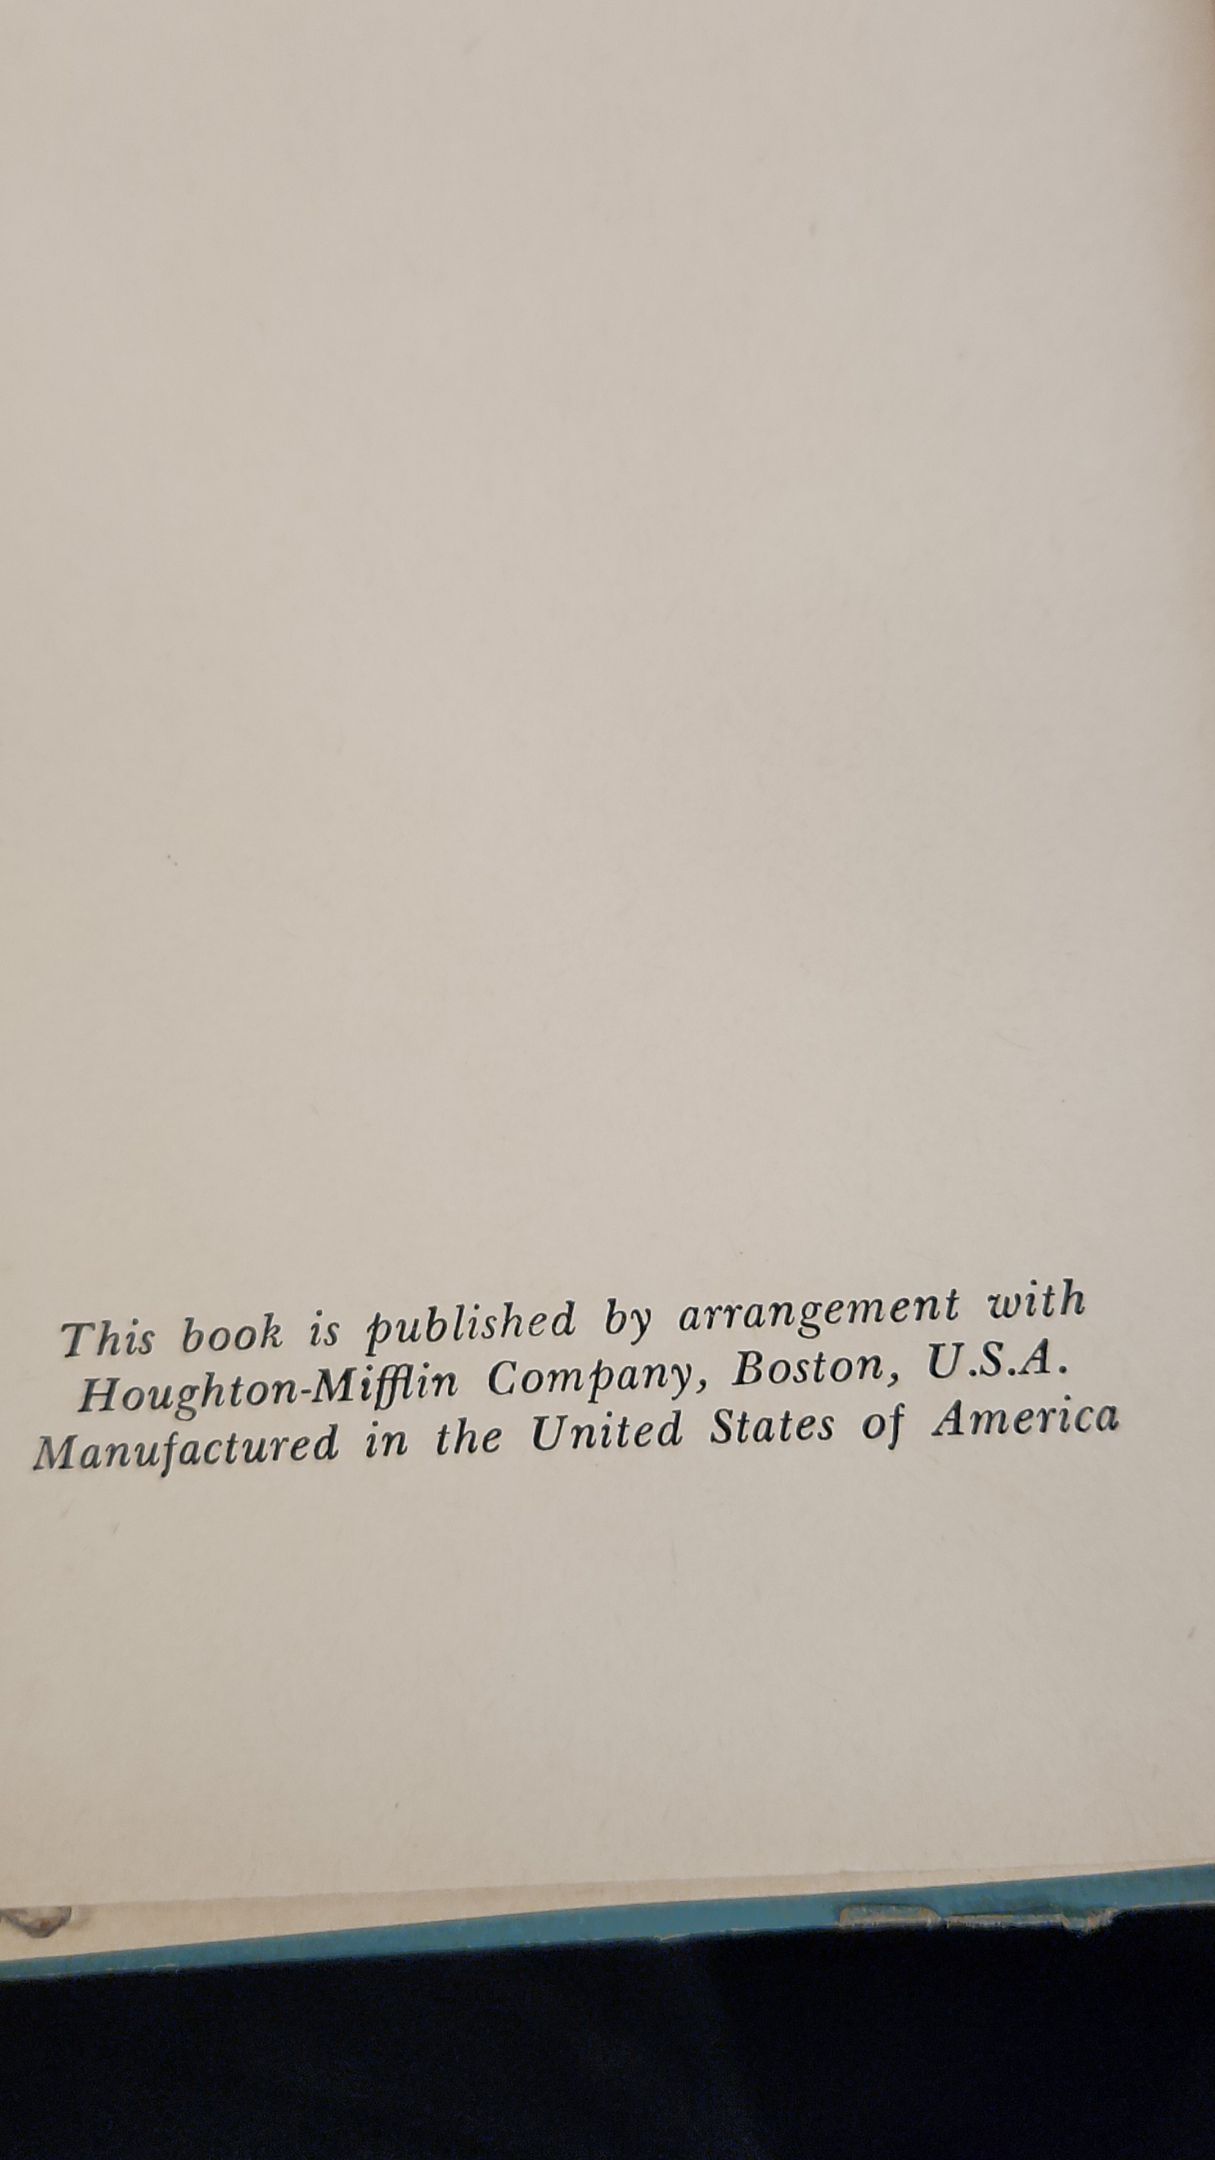 This book is published by arrangement with
Houghton-Mifflin Company, Boston, U.S.A.
Manufactured in the United States of America